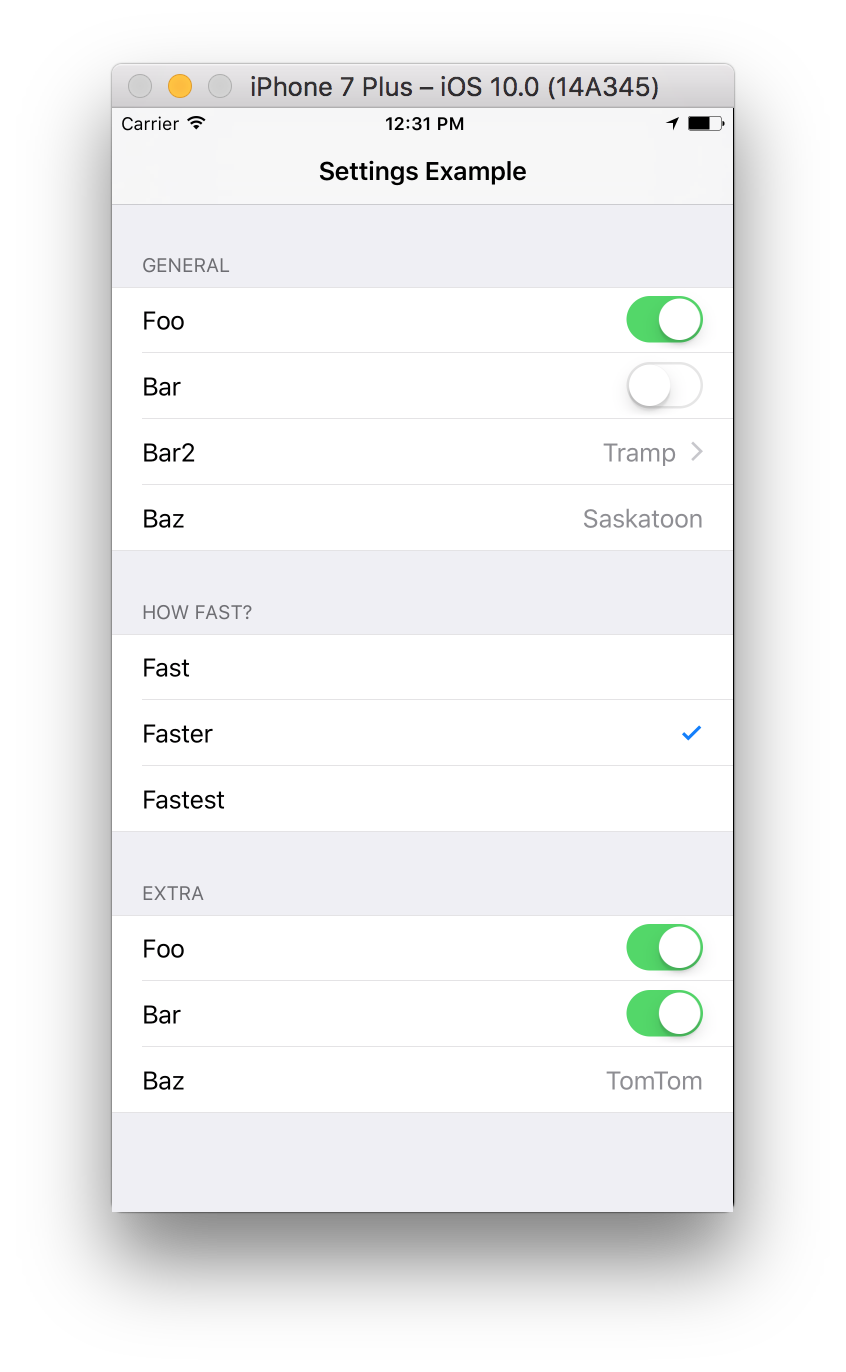 iPhone 7 Plus – iOS 10.0 (14A345)
Carrier 12:31 PM
Settings Example
GENERAL
Foo
Bar
Bar2 Tramp
Baz Saskatoon
HOW FAST?
Fast
Faster
Fastest
EXTRA
Foo
Bar
Baz TomTom